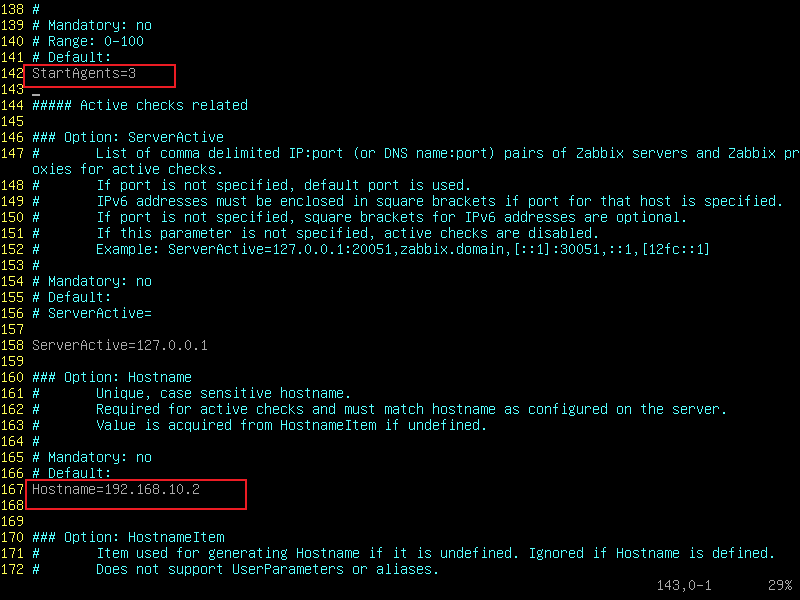 138 #
139 # Mandatory: no
140 # Range: 0-100
141 # Default:
142 StartAgents=3
143
144 ##### Active checks related
145
146 ### Option: ServerActive
147 #       List of comma delimited IP:port (or DNS name:port) pairs of Zabbix servers and Zabbix pr
oxies for active checks.
148 #       If port is not specified, default port is used.
149 #       IPv6 addresses must be enclosed in square brackets if port for that host is specified.
150 #       If port is not specified, square brackets for IPv6 addresses are optional.
151 #       If this parameter is not specified, active checks are disabled.
152 #       Example: ServerActive=127.0.0.1:20051,zabbix.domain,[::1]:30051,::1,[12fc::1]
153 #
154 # Mandatory: no
155 # Default:
156 # ServerActive=
157
158 ServerActive=127.0.0.1
159
160 ### Option: Hostname
161 #       Unique, case sensitive hostname.
162 #       Required for active checks and must match hostname as configured on the server.
163 #       Value is acquired from HostnameItem if undefined.
164 #
165 # Mandatory: no
166 # Default:
167 Hostname=192.168.10.2
168
169
170 ### Option: HostnameItem
171 #       Item used for generating Hostname if it is undefined. Ignored if Hostname is defined.
172 #       Does not support UserParameters or aliases.
143,0-1 29%